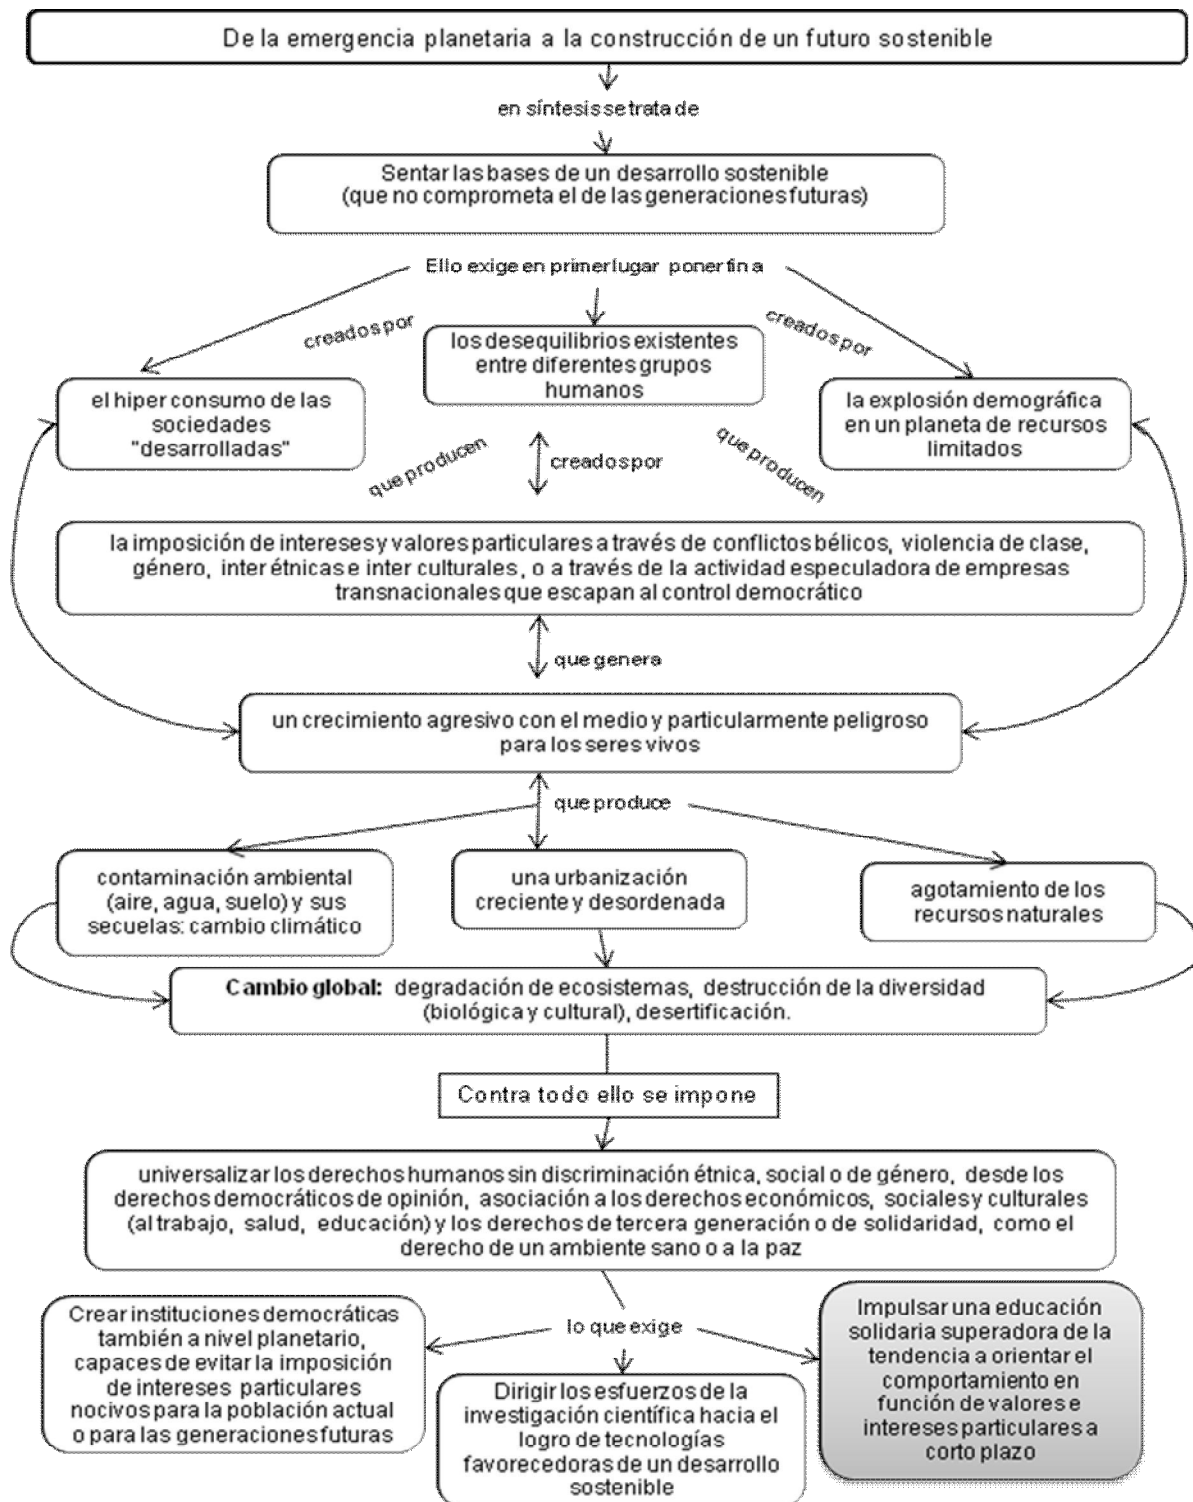 De la emergencia planetaria a la construcción de un futuro sostenible
en síntesis se trata de
Sentar las bases de un desarrollo sostenible
(que no comprometa el de las generaciones futuras)
Ello exige en primer lugar poner fin a
creados por
los desequilibrios existentes
entre diferentes grupos
humanos
creados por
el hiper consumo de las
sociedades
"desarrolladas"
la explosión demográfica
en un planeta de recursos
limitados
que producen
creados por
que producen
la imposición de intereses y valores particulares a través de conflictos bélicos, violencia de clase,
género, inter étnicas e inter culturales, o a través de la actividad especuladora de empresas
transnacionales que escapan al control democrático
que genera
un crecimiento agresivo con el medio y particularmente peligroso
para los seres vivos
que produce
contaminación ambiental
(aire, agua, suelo) y sus
secuelas: cambio climático
una urbanización
creciente y desordenada
agotamiento de los
recursos naturales
Cambio global: degradación de ecosistemas, destrucción de la diversidad
(biológica y cultural), desertificación.
Contra todo ello se impone
universalizar los derechos humanos sin discriminación étnica, social o de género, desde los
derechos democráticos de opinión, asociación a los derechos económicos, sociales y culturales
(al trabajo, salud, educación) y los derechos de tercera generación o de solidaridad, como el
derecho de un ambiente sano o a la paz
lo que exige
Crear instituciones democráticas
también a nivel planetario,
capaces de evitar la imposición
de intereses particulares
nocivos para la población actual
o para las generaciones futuras
Dirigir los esfuerzos de la
investigación científica hacia el
logro de tecnologías
favorecedoras de un desarrollo
sostenible
Impulsar una educación
solidaria superadora de la
tendencia a orientar el
comportamiento en
función de valores e
intereses particulares a
corto plazo